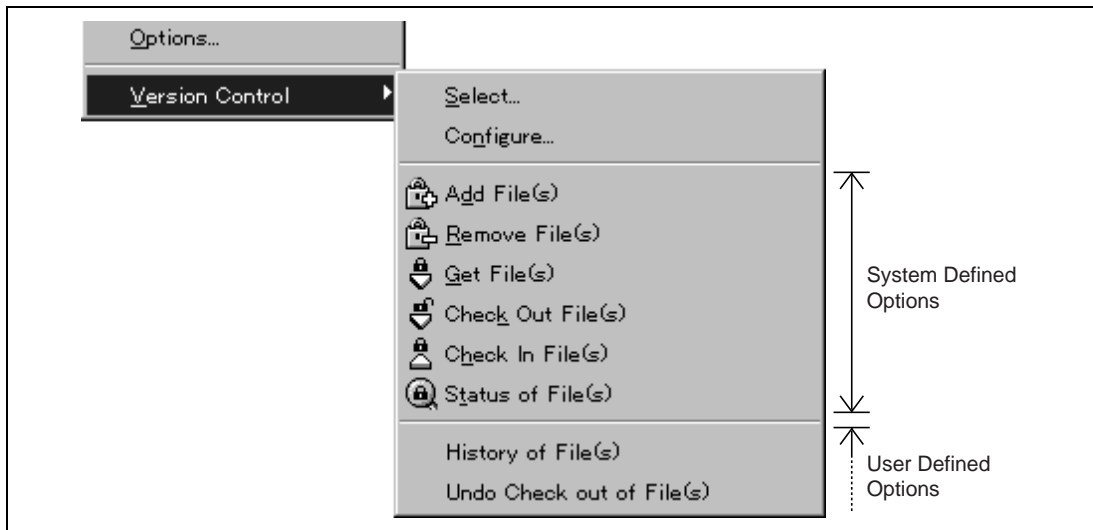 Options...
Version Control
Select...
Configure...
Add File(s)
Remove File(s)
Get File(s)
Check Out File(s)
Check In File(s)
Status of File(s)
System Defined
Options
History of File(s)
Undo Check out of File(s)
User Defined
Options